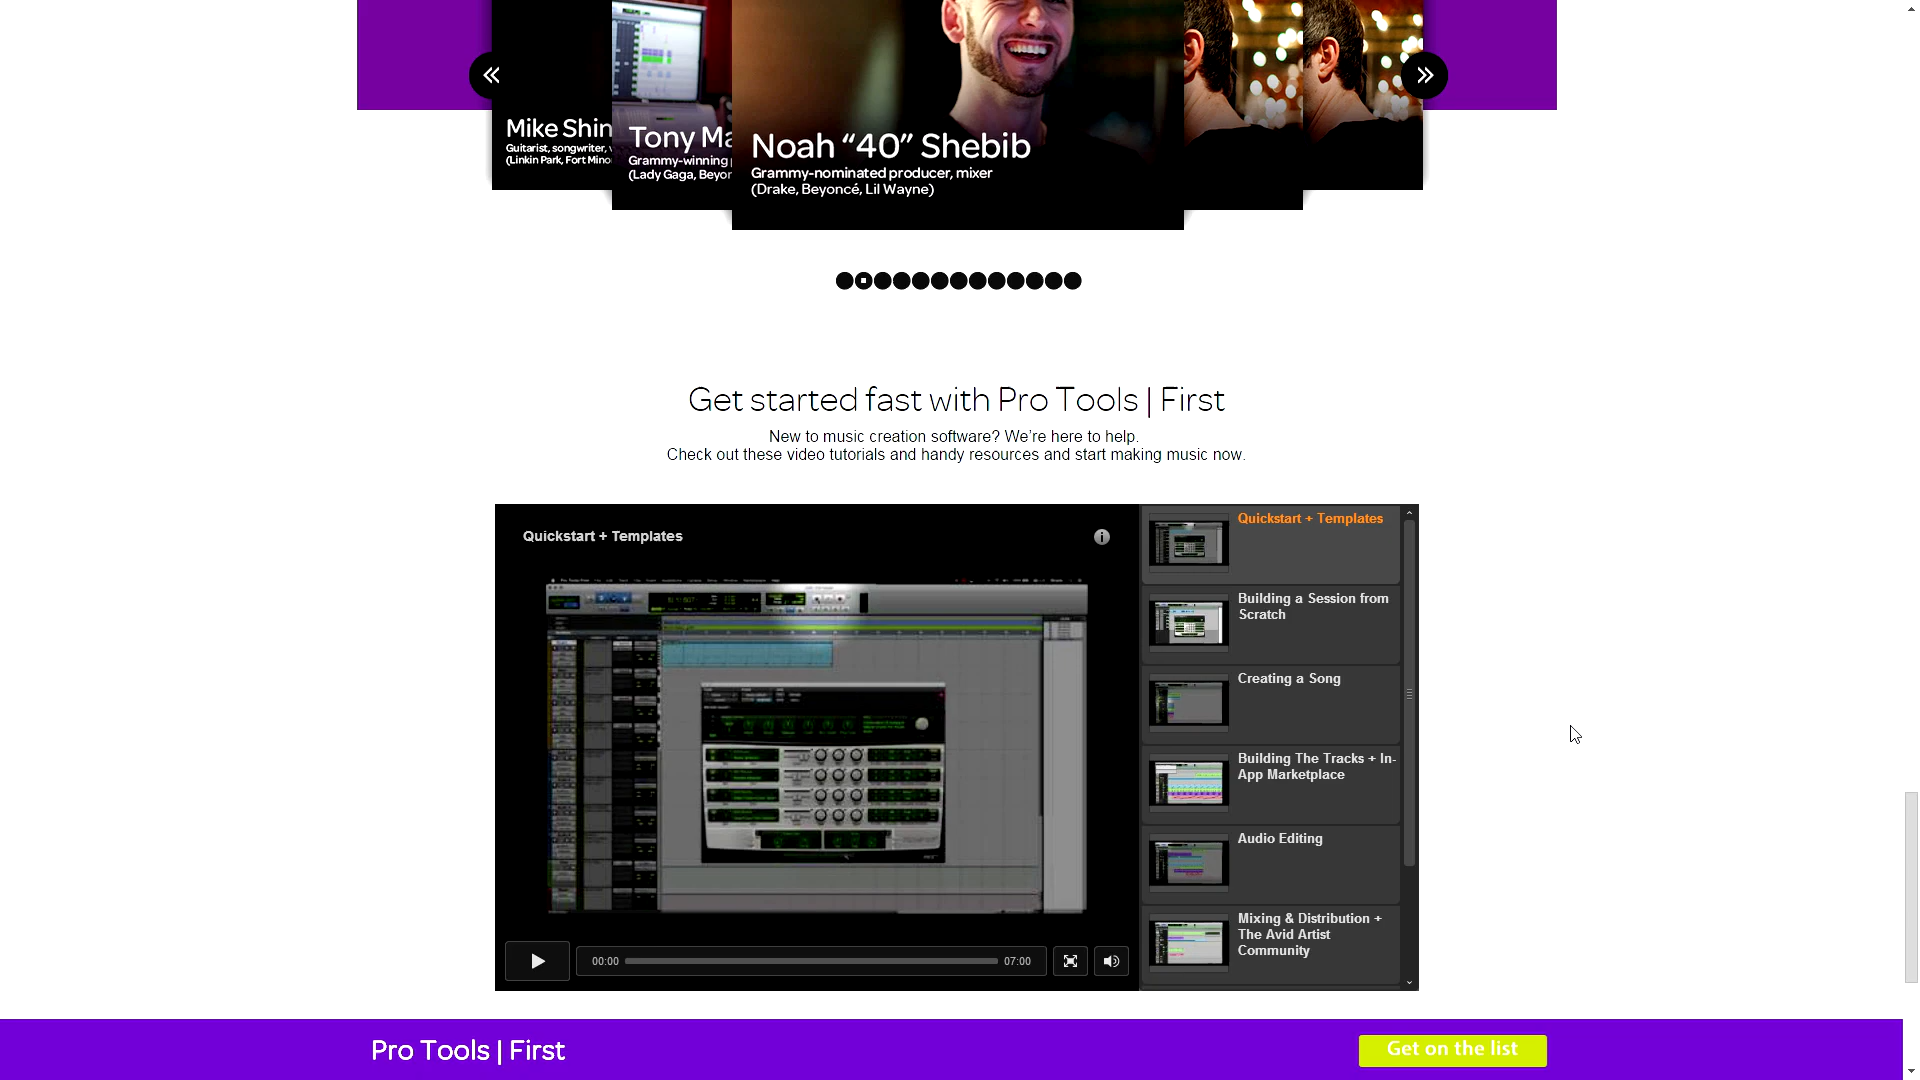 Mike Shin
Guitarist, songwriter, v
(Linkin Park, Fort Mino
Tony Ma
Grammy-winning p
(Lady Gaga, Beyon
Noah “40” Shebib
Grammy-nominated producer, mixer
(Drake, Beyoncé, Lil Wayne)
Get started fast with Pro Tools | First
New to music creation software? We're here to help.
Check out these video tutorials and handy resources and start making music now.
Quickstart + Templates
00:00
07:00
Quickstart + Templates
Building a Session from
Scratch
Creating a Song
Building The Tracks + In-
App Marketplace
Audio Editing
Mixing & Distribution +
The Avid Artist
Community
Pro Tools | First
Get on the list